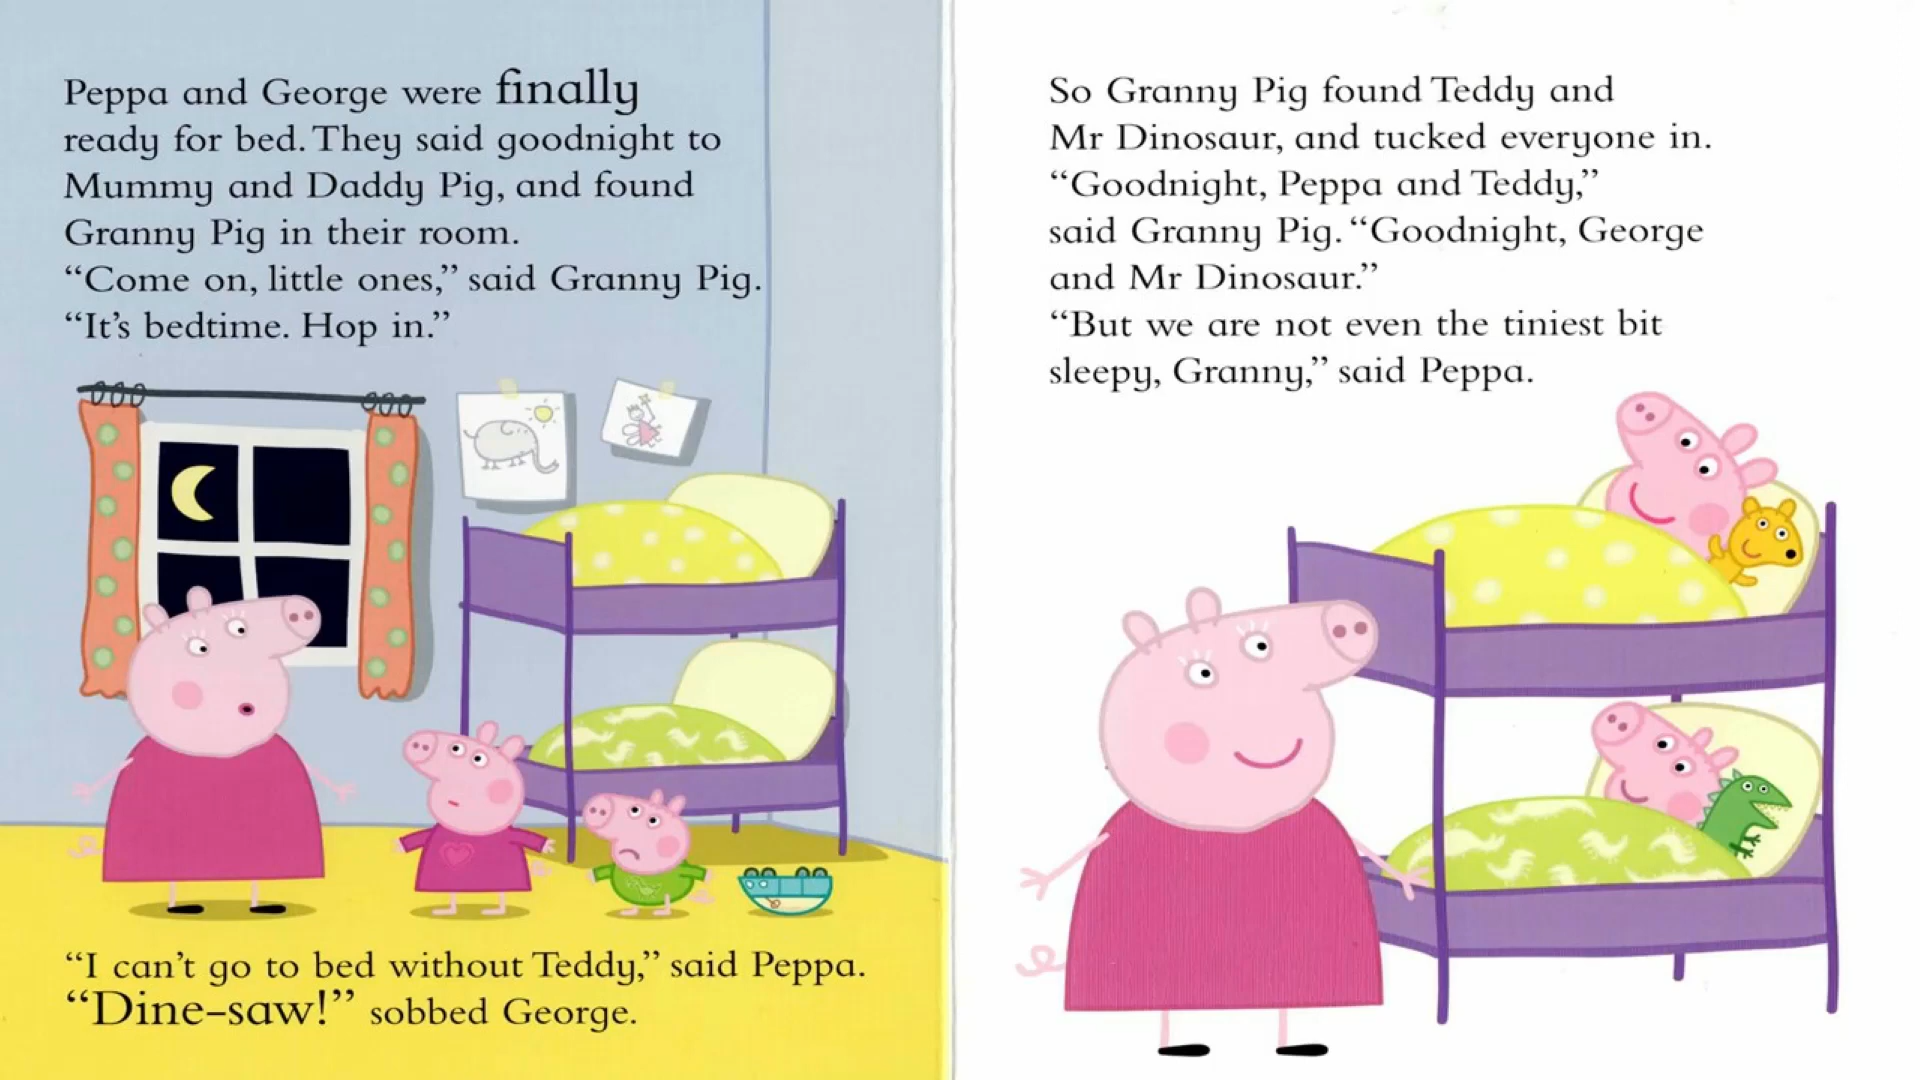 Peppa and George were finally
ready for bed. They said goodnight to
Mummy and Daddy Pig, and found
Granny Pig in their room.
“Come on, little ones,” said Granny Pig.
“It’s bedtime. Hop in.”
“I can’t go to bed without Teddy,” said Peppa.
“Dine-saw!” sobbed George.
So Granny Pig found Teddy and
Mr Dinosaur, and tucked everyone in.
“Goodnight, Peppa and Teddy,”
said Granny Pig. “Goodnight, George
and Mr Dinosaur.”
“But we are not even the tiniest bit
sleepy, Granny,” said Peppa.